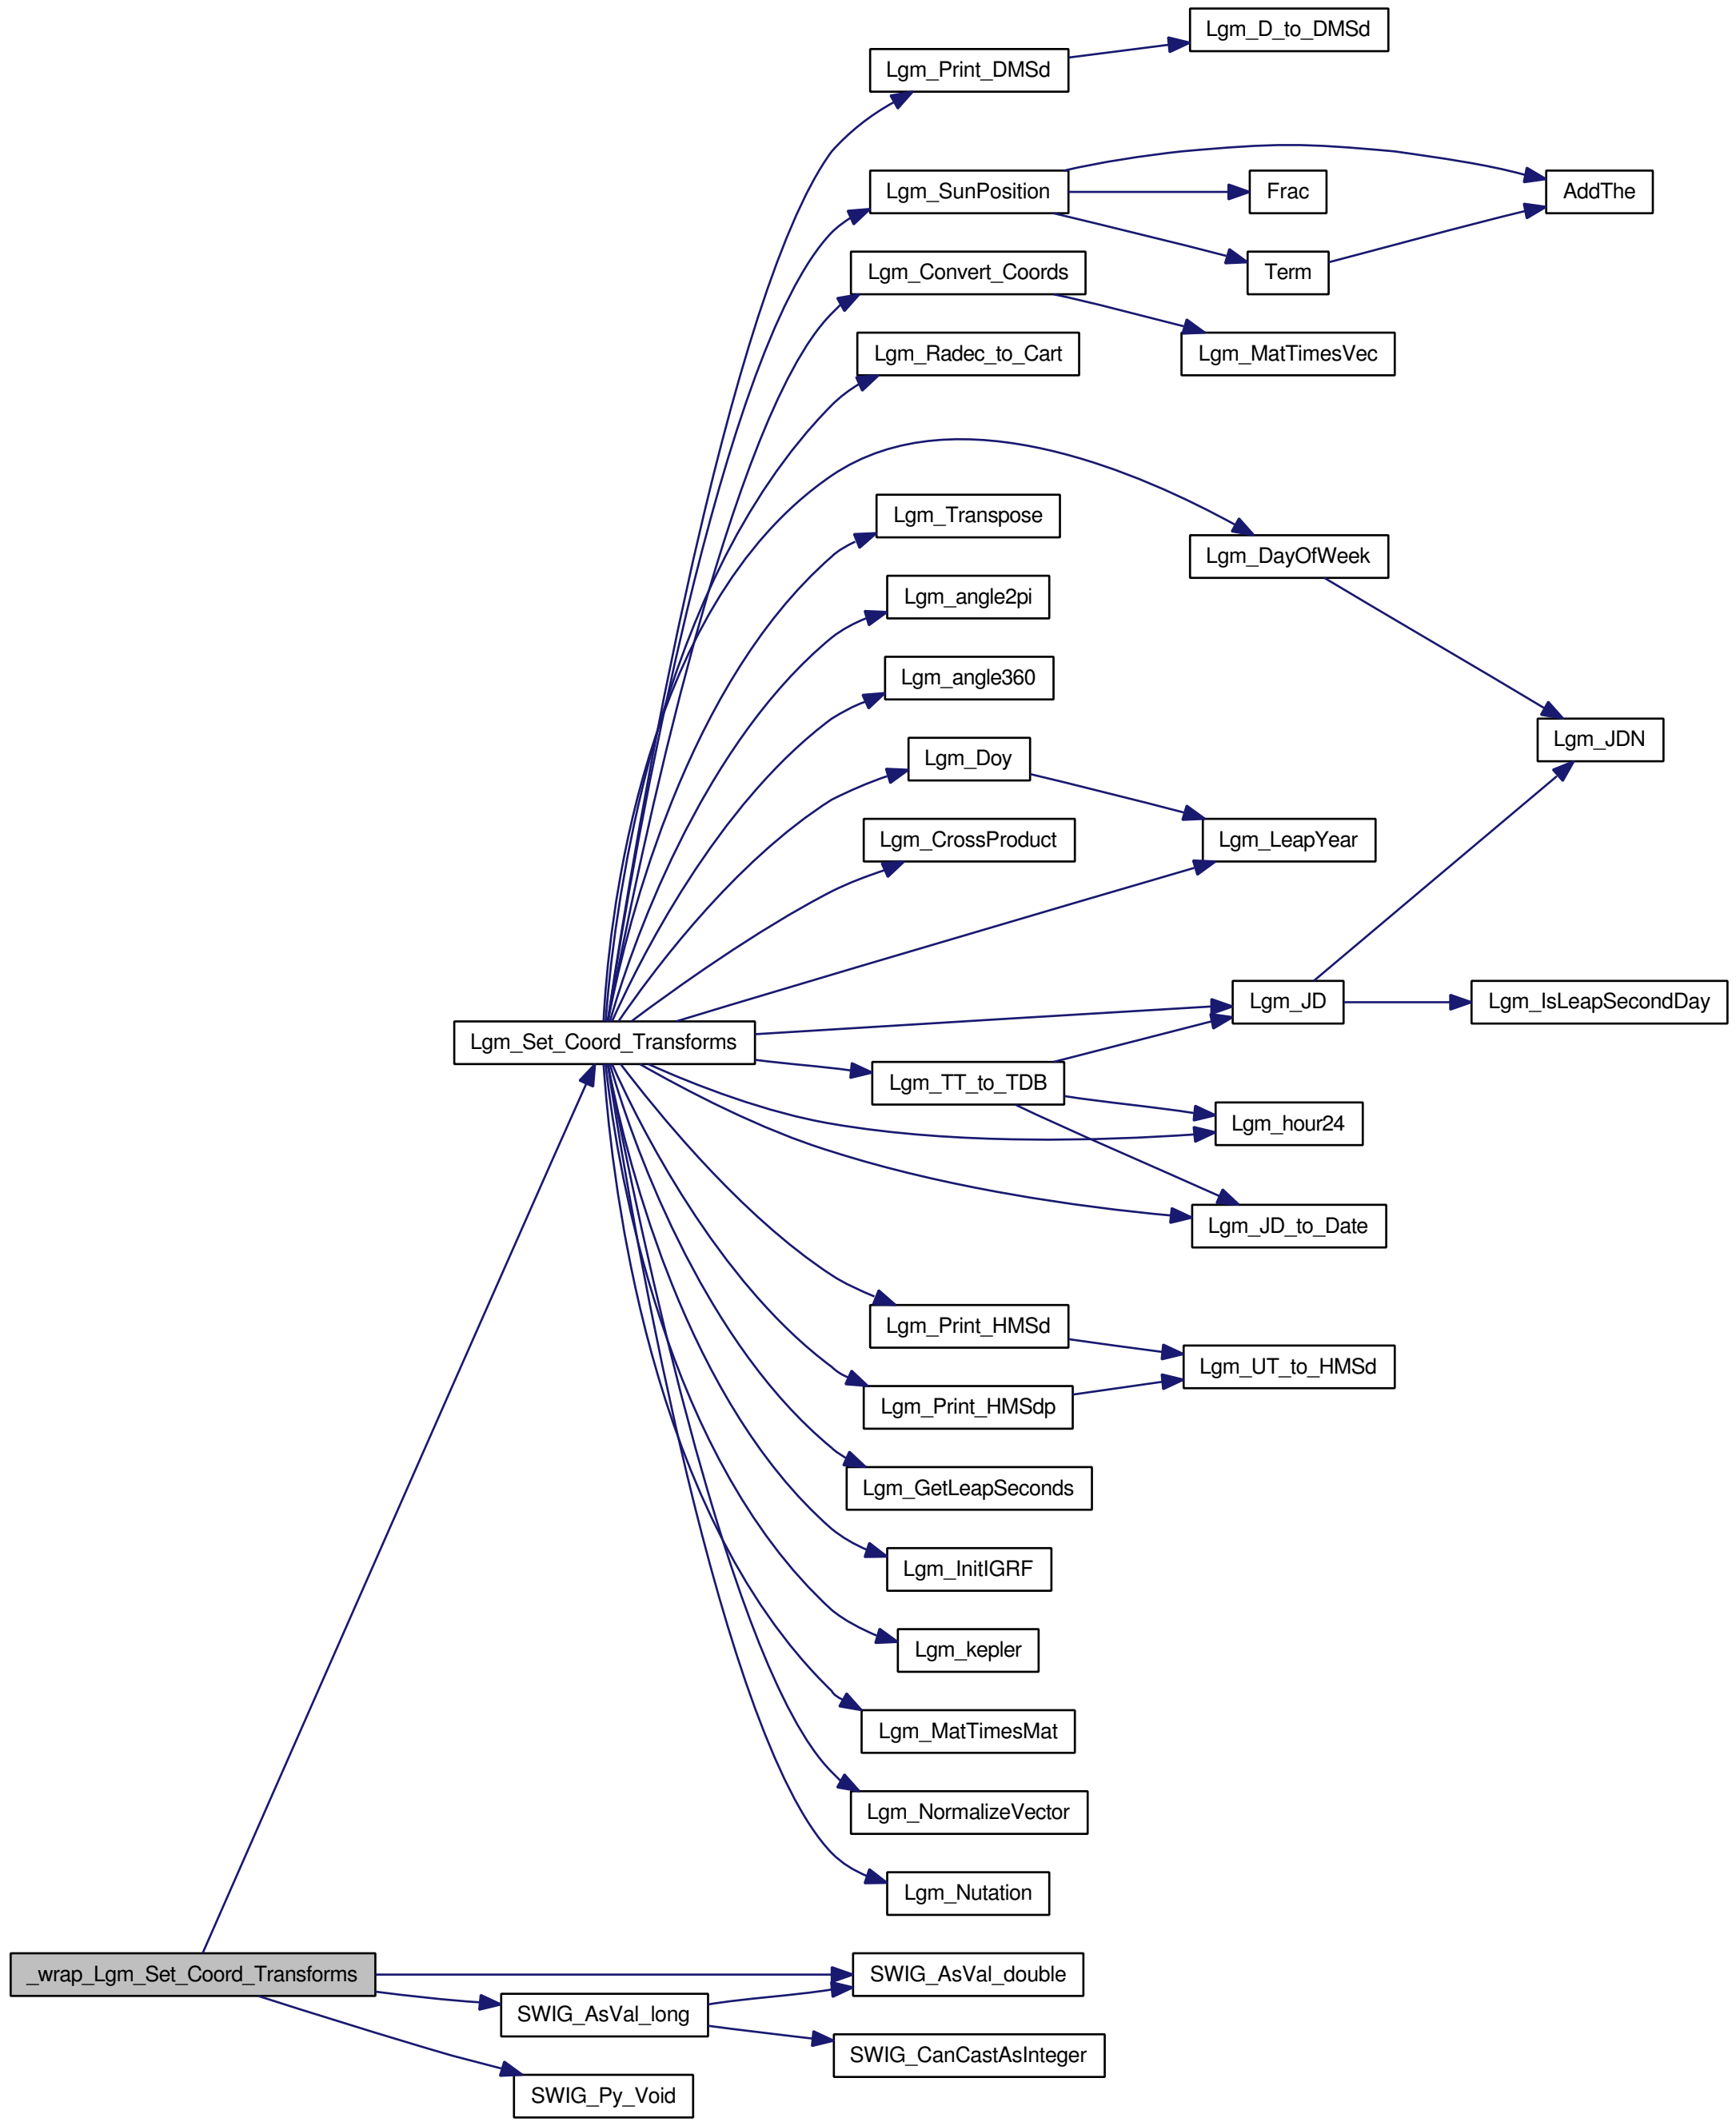 Lgm_D_to_DMSd
Lgm_Print_DMSd
Lgm_SunPosition
Frac
AddThe
Term
Lgm_Convert_Coords
Lgm_MatTimesVec
Lgm_Radec_to_Cart
Lgm_Transpose
Lgm_DayOfWeek
Lgm_angle2pi
Lgm_angle360
Lgm_JDN
Lgm_Doy
Lgm_CrossProduct
Lgm_LeapYear
Lgm_JD
Lgm_IsLeapSecondDay
Lgm_Set_Coord_Transforms
Lgm_TT_to_TDB
Lgm_hour24
Lgm_JD_to_Date
Lgm_Print_HMSd
Lgm_UT_to_HMSd
Lgm_Print_HMSdp
Lgm_GetLeapSeconds
Lgm_InitIGRF
Lgm_kepler
Lgm_MatTimesMat
Lgm_NormalizeVector
Lgm_Nutation
_wrap_Lgm_Set_Coord_Transforms
SWIG_AsVal_double
SWIG_AsVal_long
SWIG_CanCastAsInteger
SWIG_Py_Void